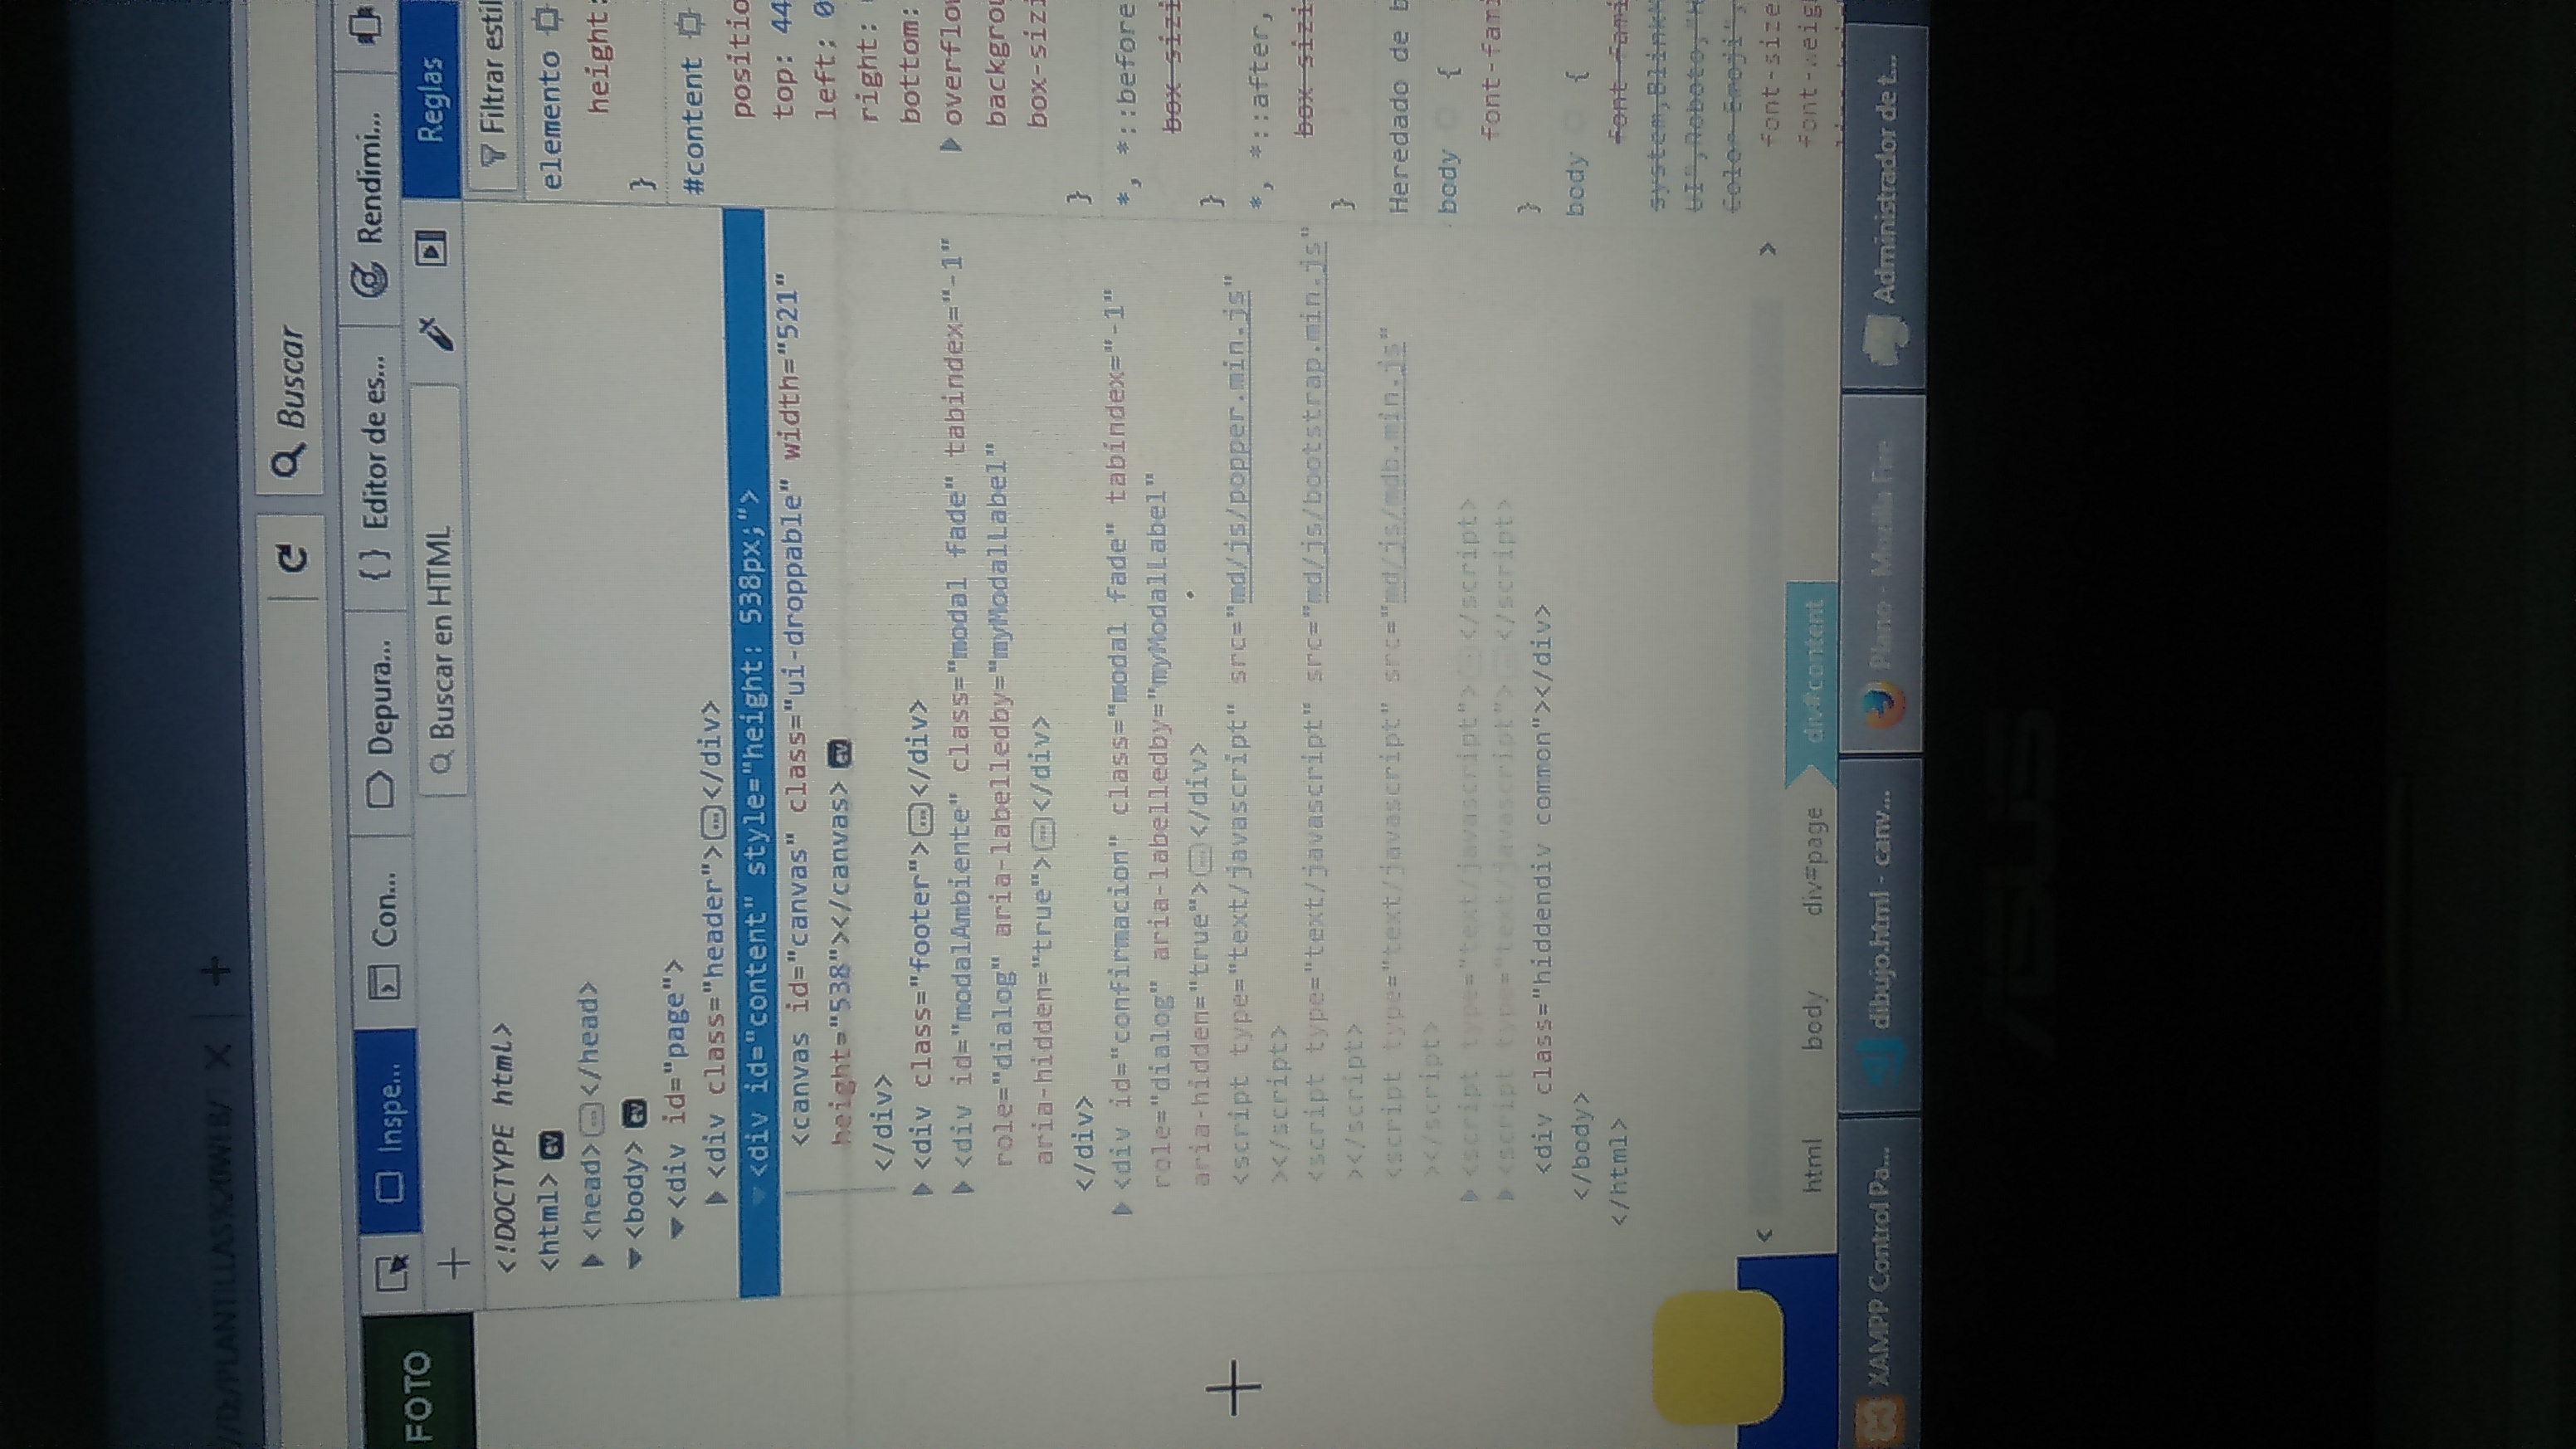 //D:/PLANTILLAS%20WEB/
Buscar
FOTO
Inspe...
Con...
Depura...
{ } Editor de es...
Rendimi...
+
Buscar en HTML
Reglas
Filtrar estil
<!DOCTYPE html>
<html> ev
<head> ... </head>
<body> ev
<div id="page">
<div class="header"> ... </div>
<div id="content" style="height: 538px;">
<canvas id="canvas" class="ui-droppable" width="521"
height="538"></canvas> ev
</div>
<div class="footer"> ... </div>
<div id="modalAmbiente" class="modal fade" tabindex="-1"
role="dialog" aria-labelledby="myModalLabel"
aria-hidden="true"> ... </div>
</div>
<div id="confirmacion" class="modal fade" tabindex="-1"
role="dialog" aria-labelledby="myModalLabel"
aria-hidden="true"> ... </div>
<script type="text/javascript" src="md/js/popper.min.js"
></script>
<script type="text/javascript" src="md/js/bootstrap.min.js"
></script>
<script type="text/javascript" src="md/js/mdb.min.js"
></script>
<script type="text/javascript"> ... </script>
<script type="text/javascript"> ... </script>
<div class="hiddendiv common"></div>
</body>
</html>
elemento
height:
}
#content
positio
top: 44
left: 0
right:
bottom:
overflow
backgrou
box-sizi
}
*, *::before
box-sizi
}
*, *::after,
box-sizi
}
Heredado de b
body {
font-fami
}
body {
font-fami
system,BlinkM
UI",Roboto,"H
Color Emoji",
font-size
font-weig
html
body
div#page
div#content
XAMPP Control Pa...
dibujo.html - canv...
Plano - Mozilla Fire
Administrador de t...
ASUS